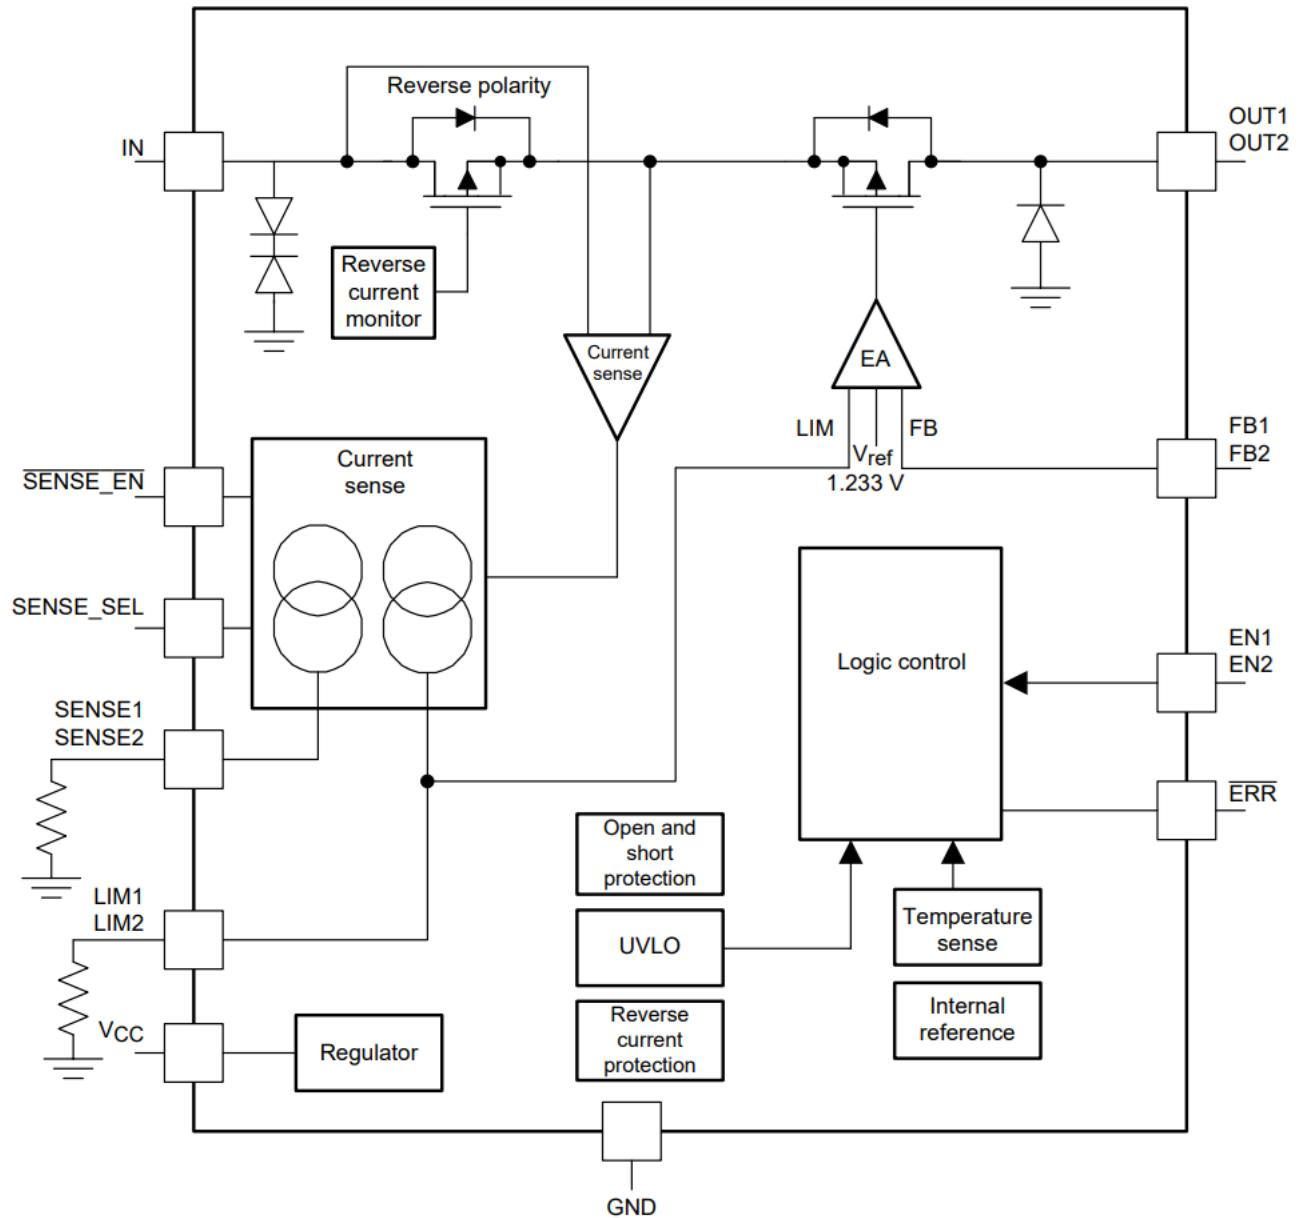 Reverse polarity
IN
OUT1
OUT2
Reverse
current
monitor
Current
sense
EA
LIM
FB
Vref
1.233 V
FB1
FB2
SENSE_EN
Current
sense
SENSE_SEL
Logic control
EN1
EN2
SENSE1
SENSE2
ERR
Open and
short
protection
LIM1
LIM2
UVLO
Temperature
sense
Internal
reference
VCC
Regulator
Reverse
current
protection
GND